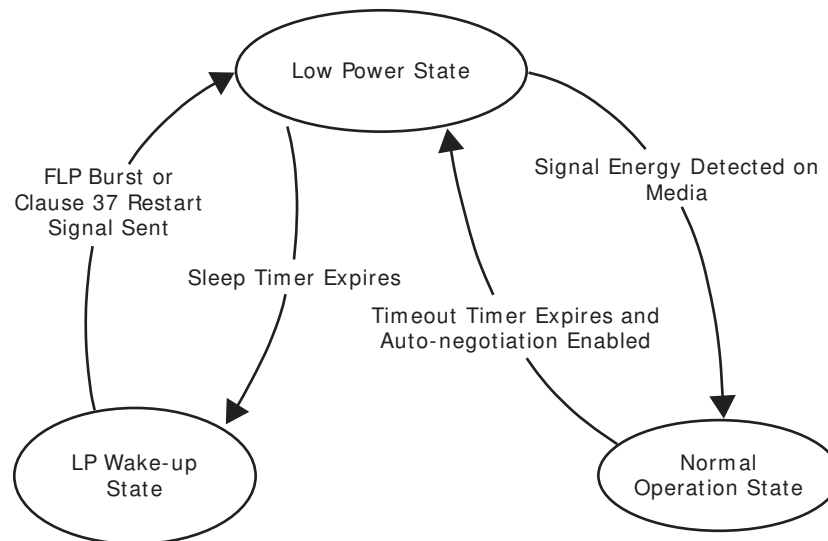 Low Power State
FLP Burst or
Clause 37 Restart
Signal Sent
Signal Energy Detected on
Media
Sleep Timer Expires
Timeout Timer Expires and
Auto-negotiation Enabled
LP Wake-up
State
Normal
Operation State